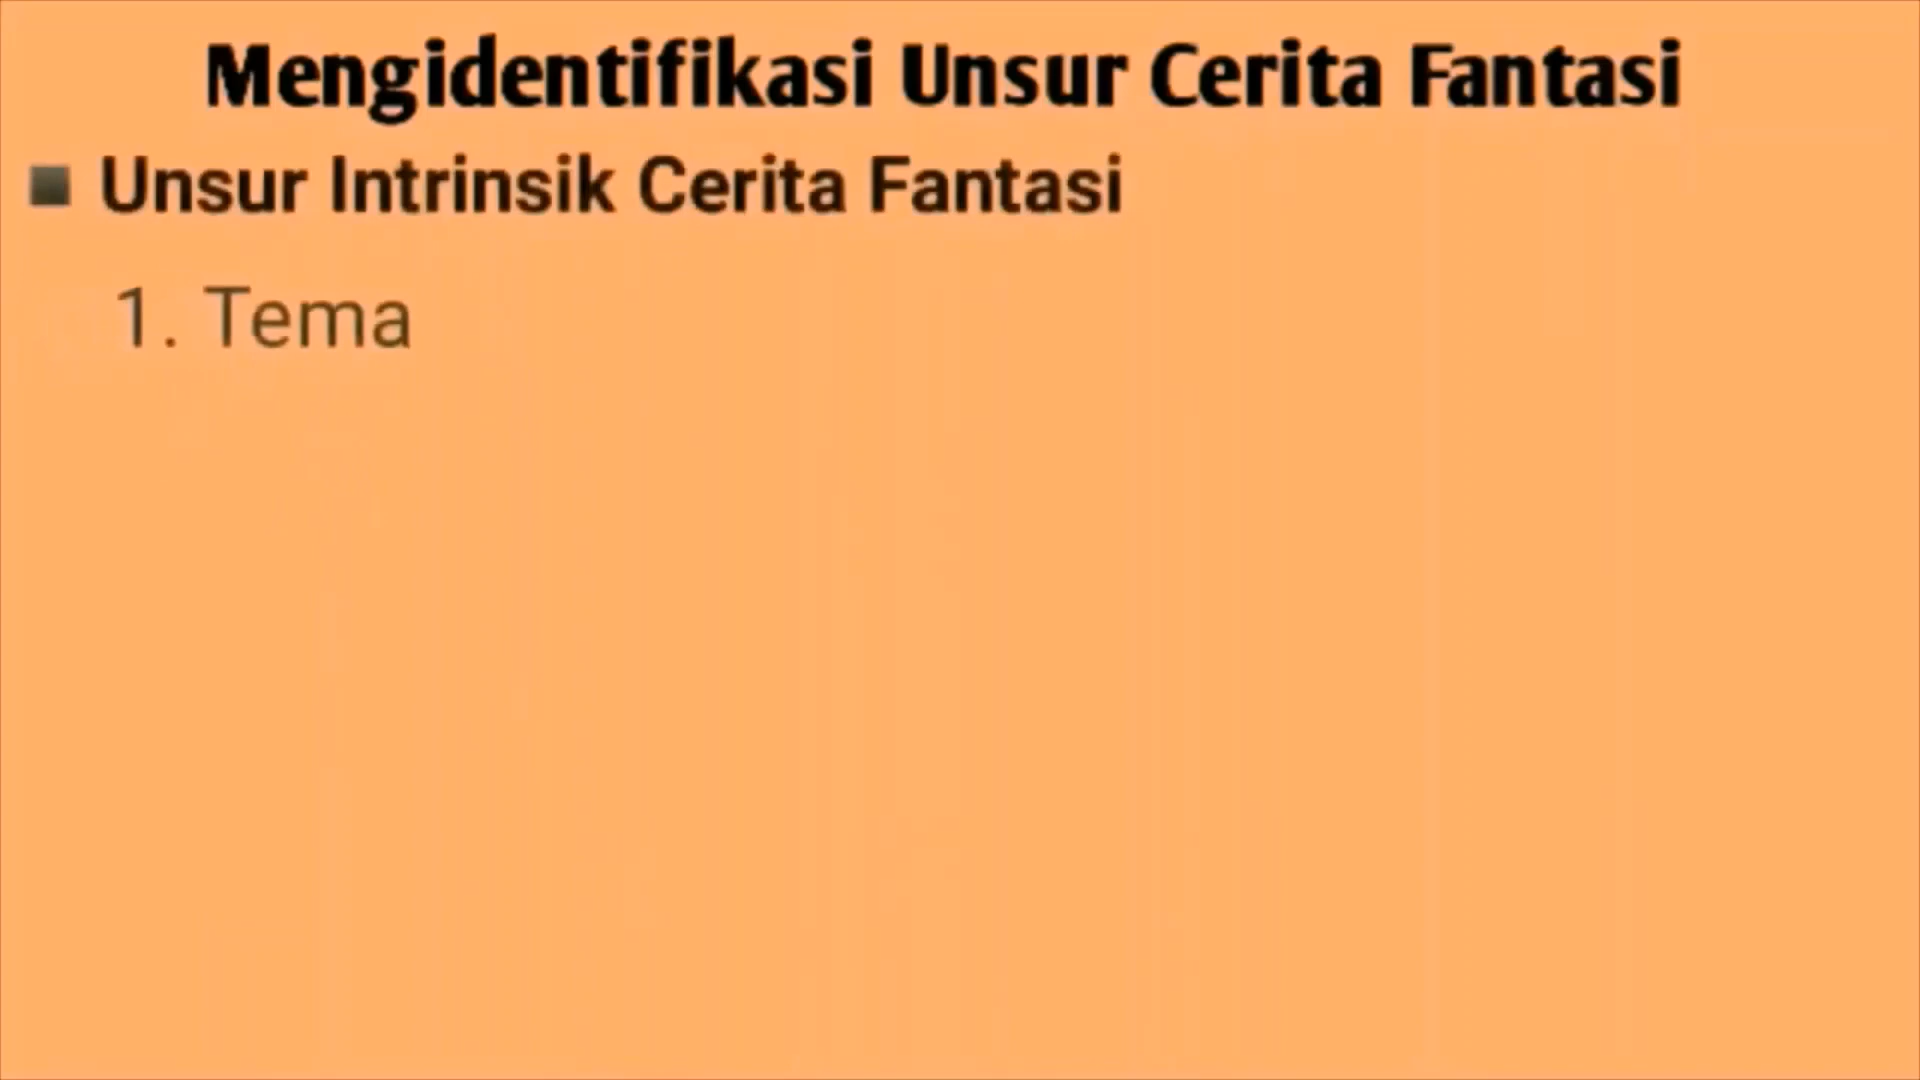 Mengidentifikasi Unsur Cerita Fantasi
Unsur Intrinsik Cerita Fantasi
1. Tema